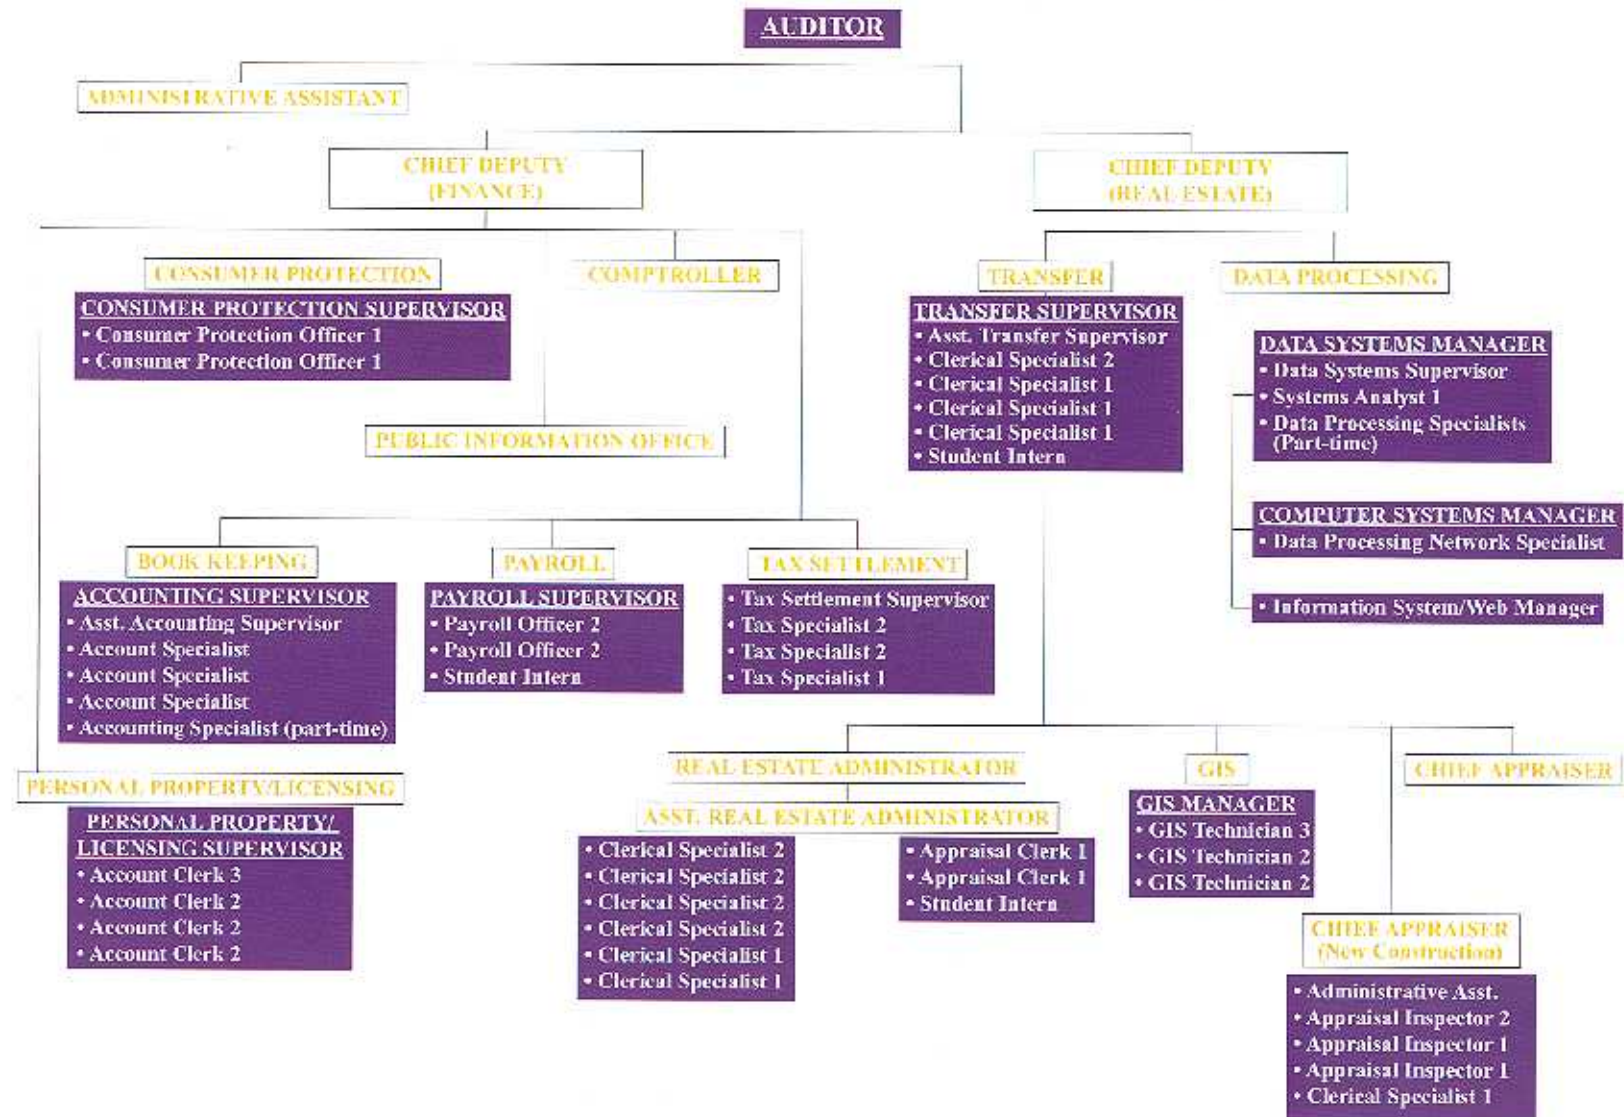 AUDITOR
ADMINISTRATIVE ASSISTANT
CHIEF DEPUTY
(FINANCE)
CHIEF DEPUTY
(REAL ESTATE)
CONSUMER PROTECTION
CONSUMER PROTECTION SUPERVISOR
• Consumer Protection Officer 1
• Consumer Protection Officer 1
COMPTROLLER
PUBLIC INFORMATION OFFICE
TRANSFER
TRANSFER SUPERVISOR
• Asst. Transfer Supervisor
• Clerical Specialist 2
• Clerical Specialist 1
• Clerical Specialist 1
• Clerical Specialist 1
• Student Intern
DATA PROCESSING
DATA SYSTEMS MANAGER
• Data Systems Supervisor
• Systems Analyst 1
• Data Processing Specialists
(Part-time)
COMPUTER SYSTEMS MANAGER
• Data Processing Network Specialist
• Information System/Web Manager
BOOK KEEPING
ACCOUNTING SUPERVISOR
• Asst. Accounting Supervisor
• Account Specialist
• Account Specialist
• Account Specialist
• Accounting Specialist (part-time)
PAYROLL
PAYROLL SUPERVISOR
• Payroll Officer 2
• Payroll Officer 2
• Student Intern
TAX SETTLEMENT
• Tax Settlement Supervisor
• Tax Specialist 2
• Tax Specialist 2
• Tax Specialist 1
PERSONAL PROPERTY/LICENSING
PERSONAL PROPERTY/
LICENSING SUPERVISOR
• Account Clerk 3
• Account Clerk 2
• Account Clerk 2
• Account Clerk 2
REAL ESTATE ADMINISTRATOR
ASST. REAL ESTATE ADMINISTRATOR
• Clerical Specialist 2
• Clerical Specialist 2
• Clerical Specialist 2
• Clerical Specialist 2
• Clerical Specialist 1
• Clerical Specialist 1
• Appraisal Clerk 1
• Appraisal Clerk 1
• Student Intern
GIS
GIS MANAGER
• GIS Technician 3
• GIS Technician 2
• GIS Technician 2
CHIEF APPRAISER
CHIEF APPRAISER
(New Construction)
• Administrative Asst.
• Appraisal Inspector 2
• Appraisal Inspector 1
• Appraisal Inspector 1
• Clerical Specialist 1